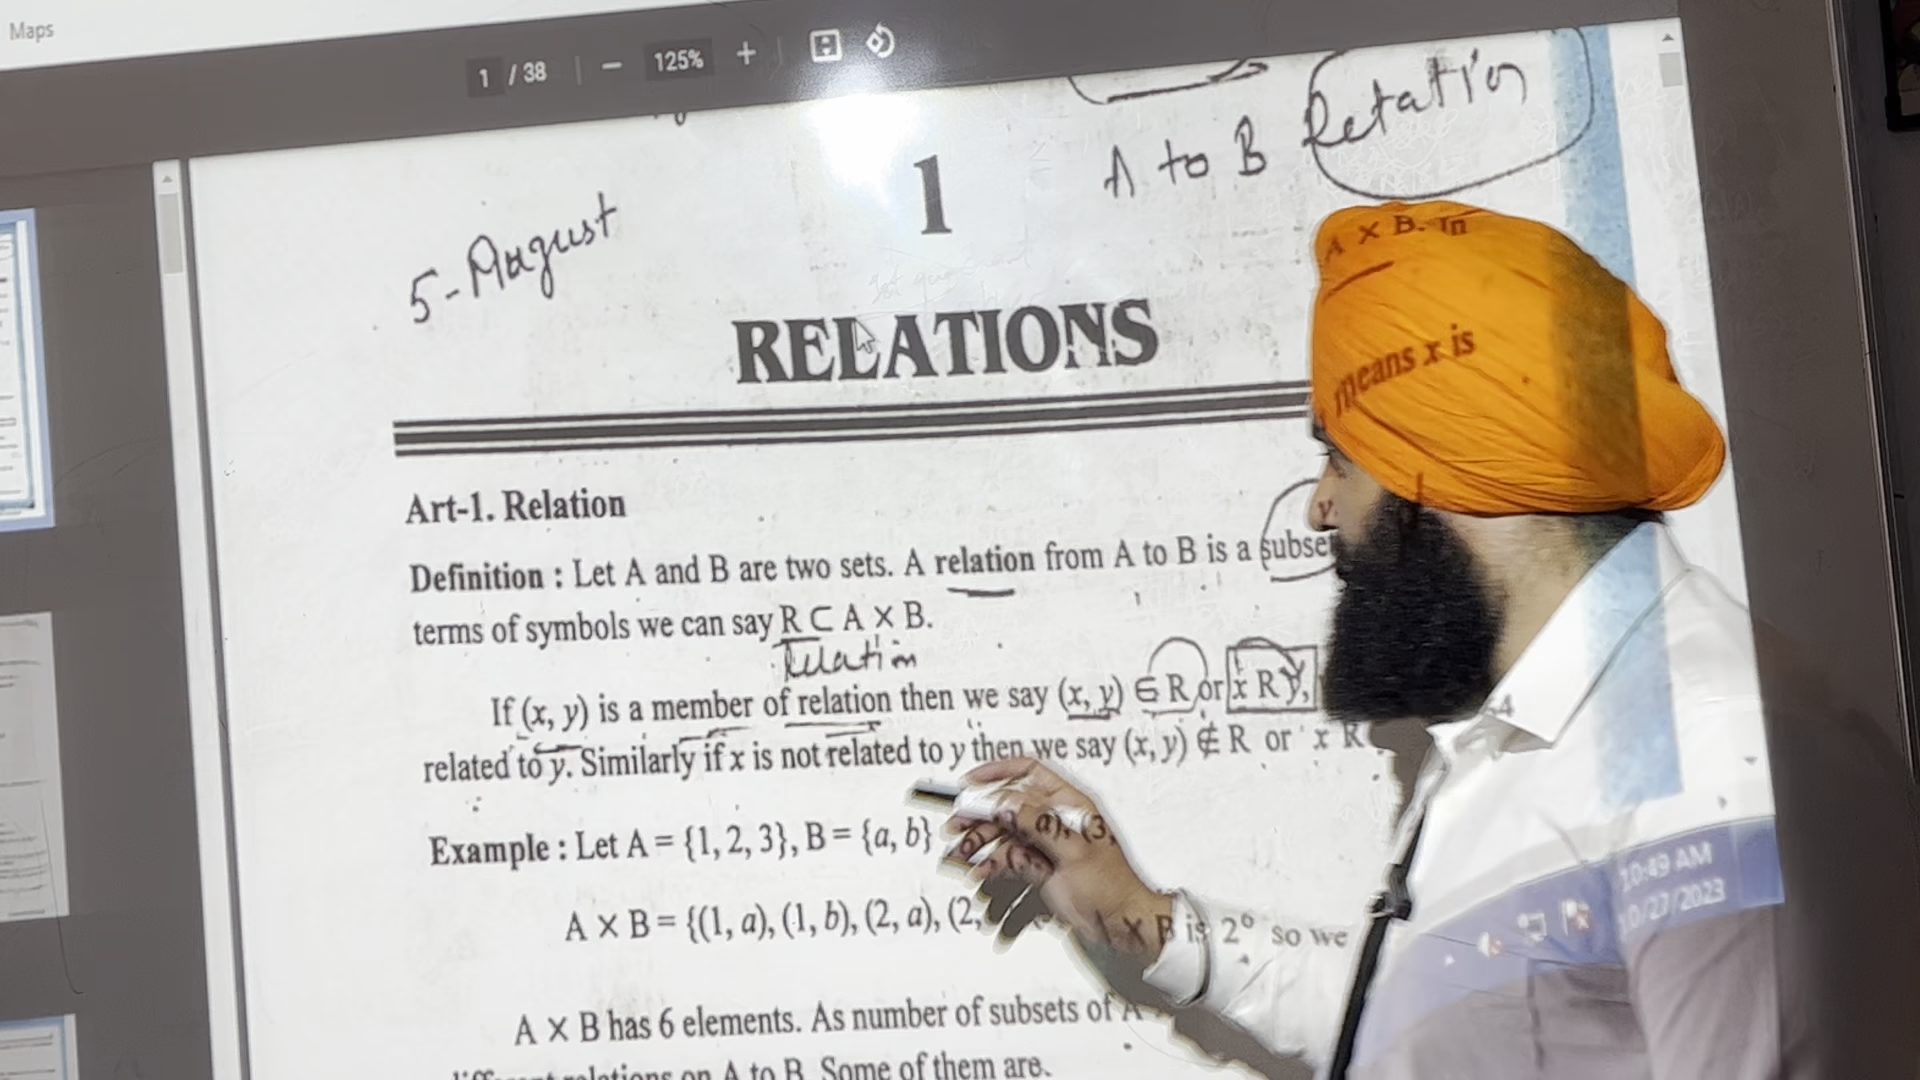 Maps
1 / 38 − 125% +
A to B Relation
5-August
1
RELATIONS
Art-1. Relation
Definition : Let A and B are two sets. A relation from A to B is a subset A × B. In
terms of symbols we can say R ⊂ A × B.
Relation
If (x, y) is a member of relation then we say (x, y) ∈ R or x R y, means x is
related to y. Similarly if x is not related to y then we say (x, y) ∉ R or x R
Example : Let A = {1, 2, 3}, B = {a, b}
A × B = {(1, a), (1, b), (2, a), (2, a), (3,
A × B has 6 elements. As number of subsets of A × B is 2⁶ so we
different relations on A to B. Some of them are.
10:49 AM
10/27/2023